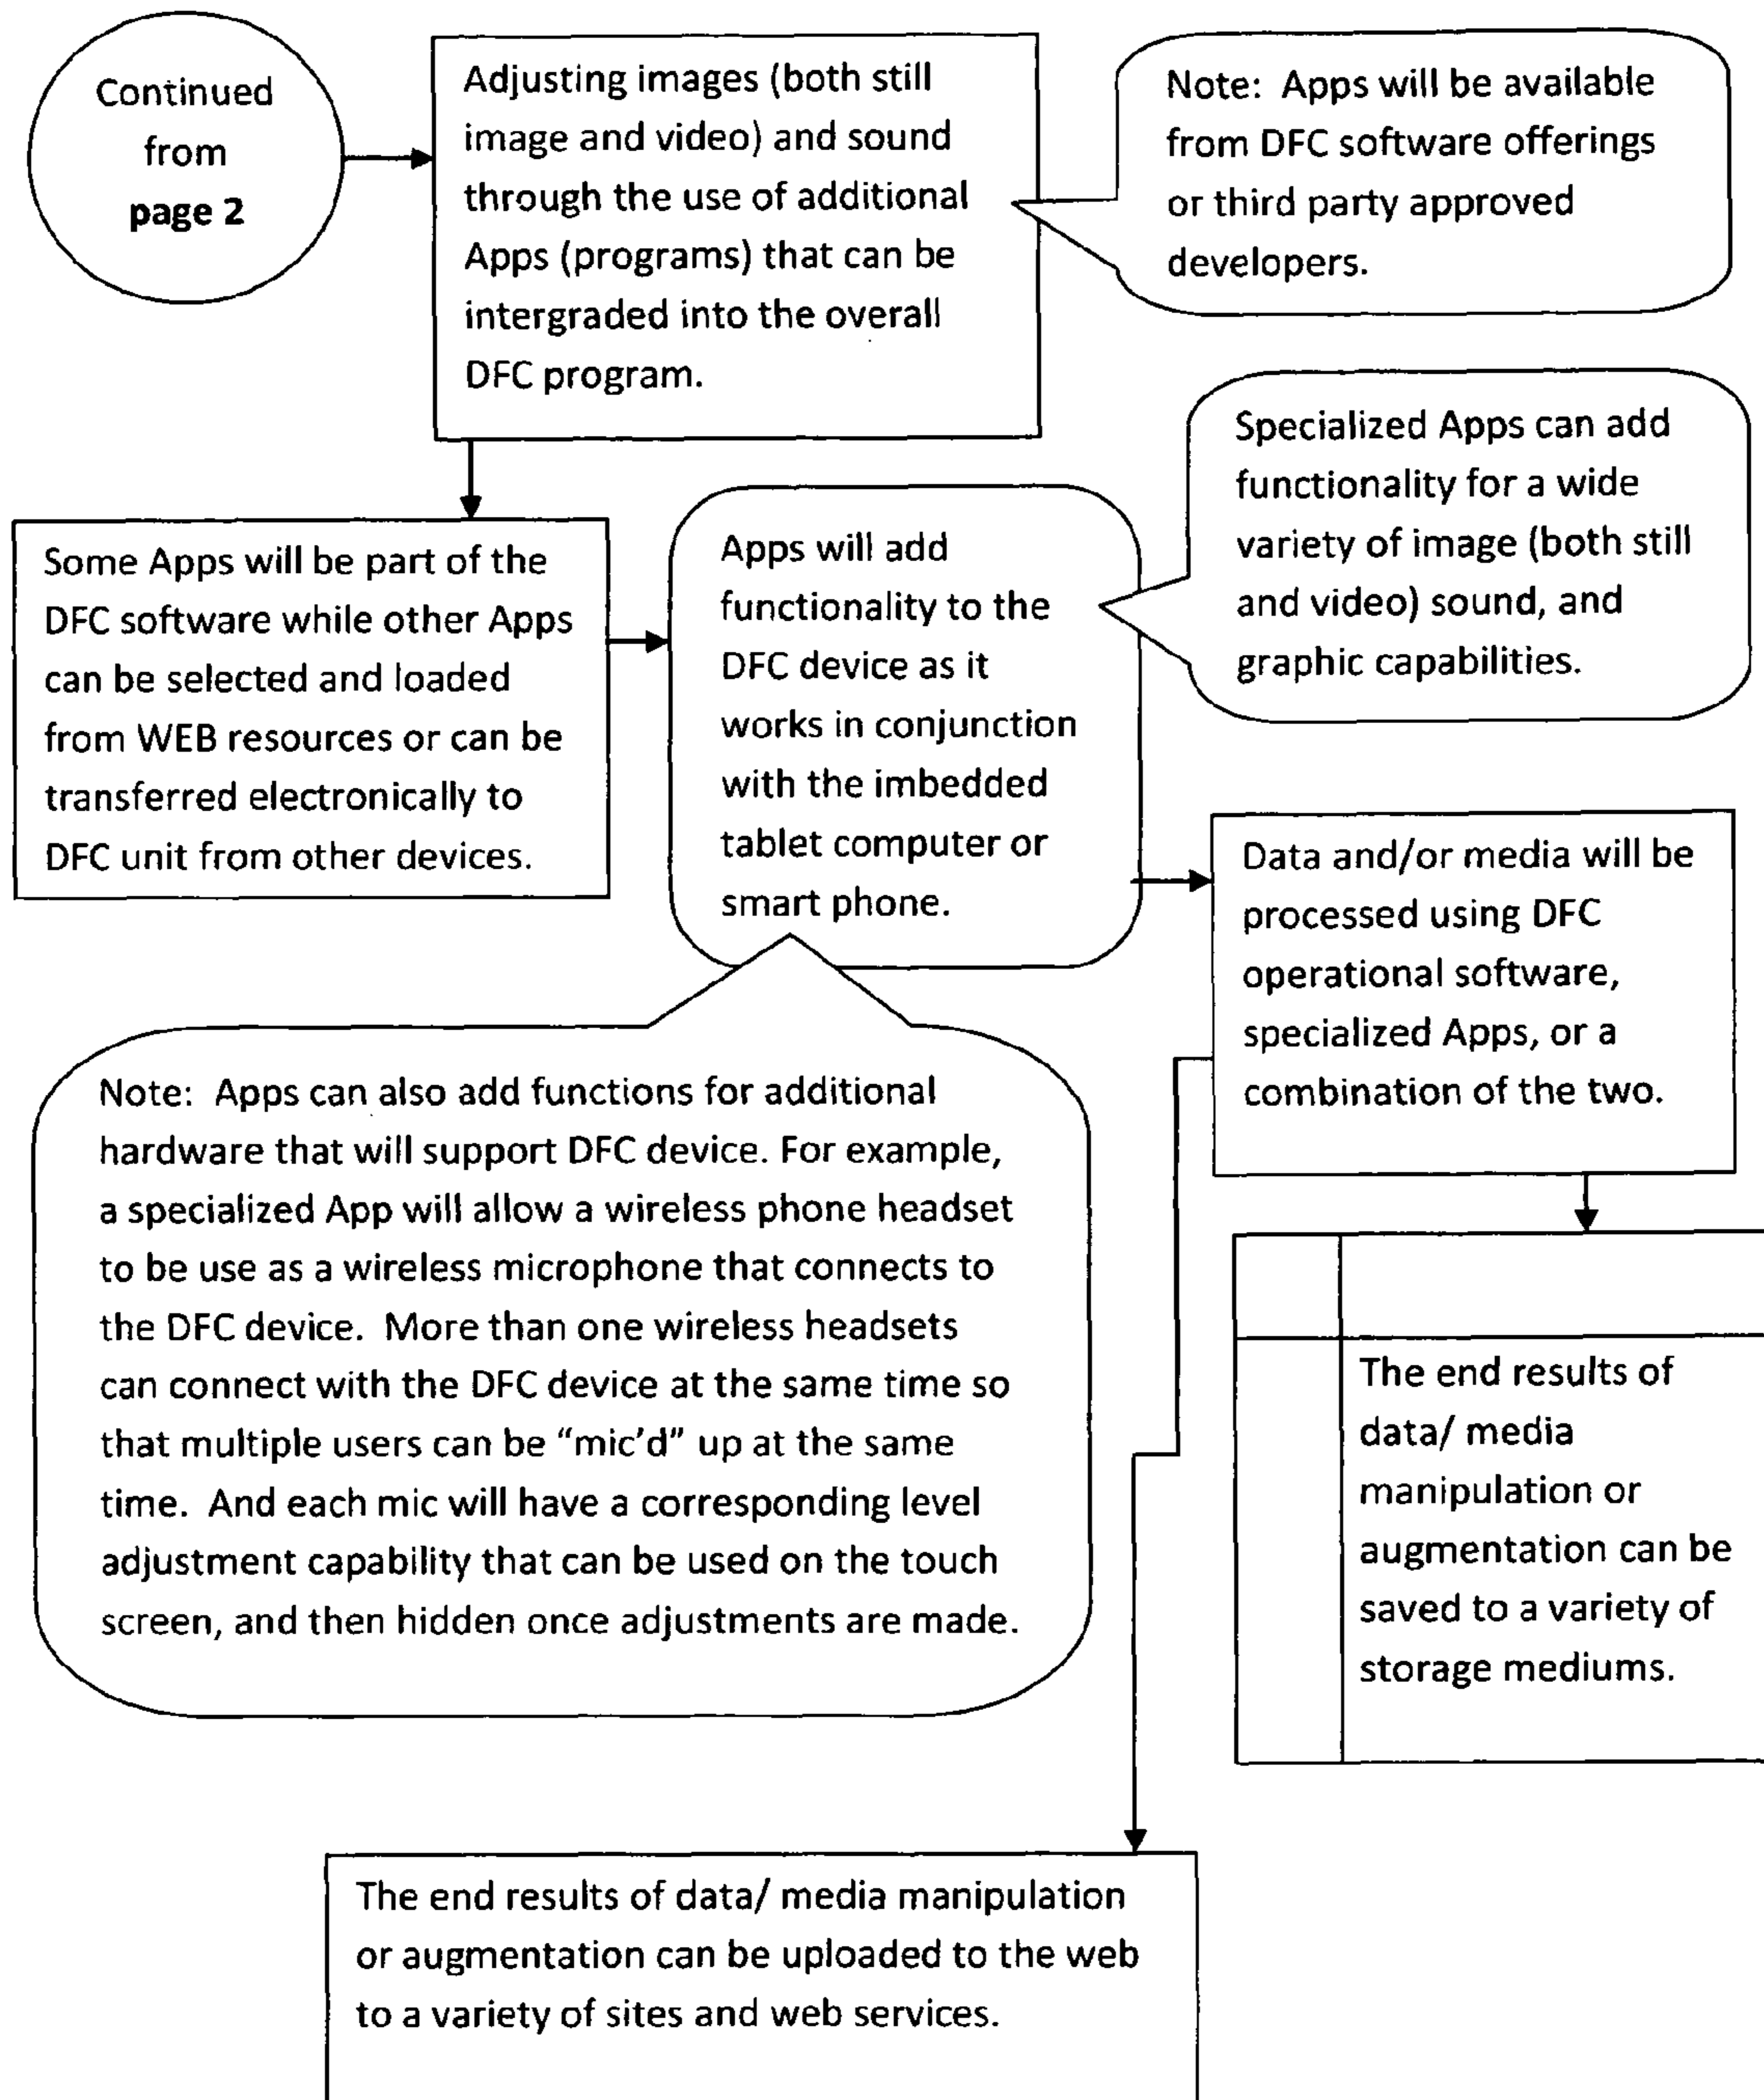 Continued
from
page 2
Adjusting images (both still
image and video) and sound
through the use of additional
Apps (programs) that can be
intergraded into the overall
DFC program.
Note:  Apps will be available
from DFC software offerings
or third party approved
developers.
Specialized Apps can add
functionality for a wide
variety of image (both still
and video) sound, and
graphic capabilities.
Some Apps will be part of the
DFC software while other Apps
can be selected and loaded
from WEB resources or can be
transferred electronically to
DFC unit from other devices.
Apps will add
functionality to the
DFC device as it
works in conjunction
with the imbedded
tablet computer or
smart phone.
Data and/or media will be
processed using DFC
operational software,
specialized Apps, or a
combination of the two.
Note:  Apps can also add functions for additional
hardware that will support DFC device. For example,
a specialized App will allow a wireless phone headset
to be use as a wireless microphone that connects to
the DFC device.  More than one wireless headsets
can connect with the DFC device at the same time so
that multiple users can be “mic’d” up at the same
time.  And each mic will have a corresponding level
adjustment capability that can be used on the touch
screen, and then hidden once adjustments are made.
The end results of
data/ media
manipulation or
augmentation can be
saved to a variety of
storage mediums.
The end results of data/ media manipulation
or augmentation can be uploaded to the web
to a variety of sites and web services.